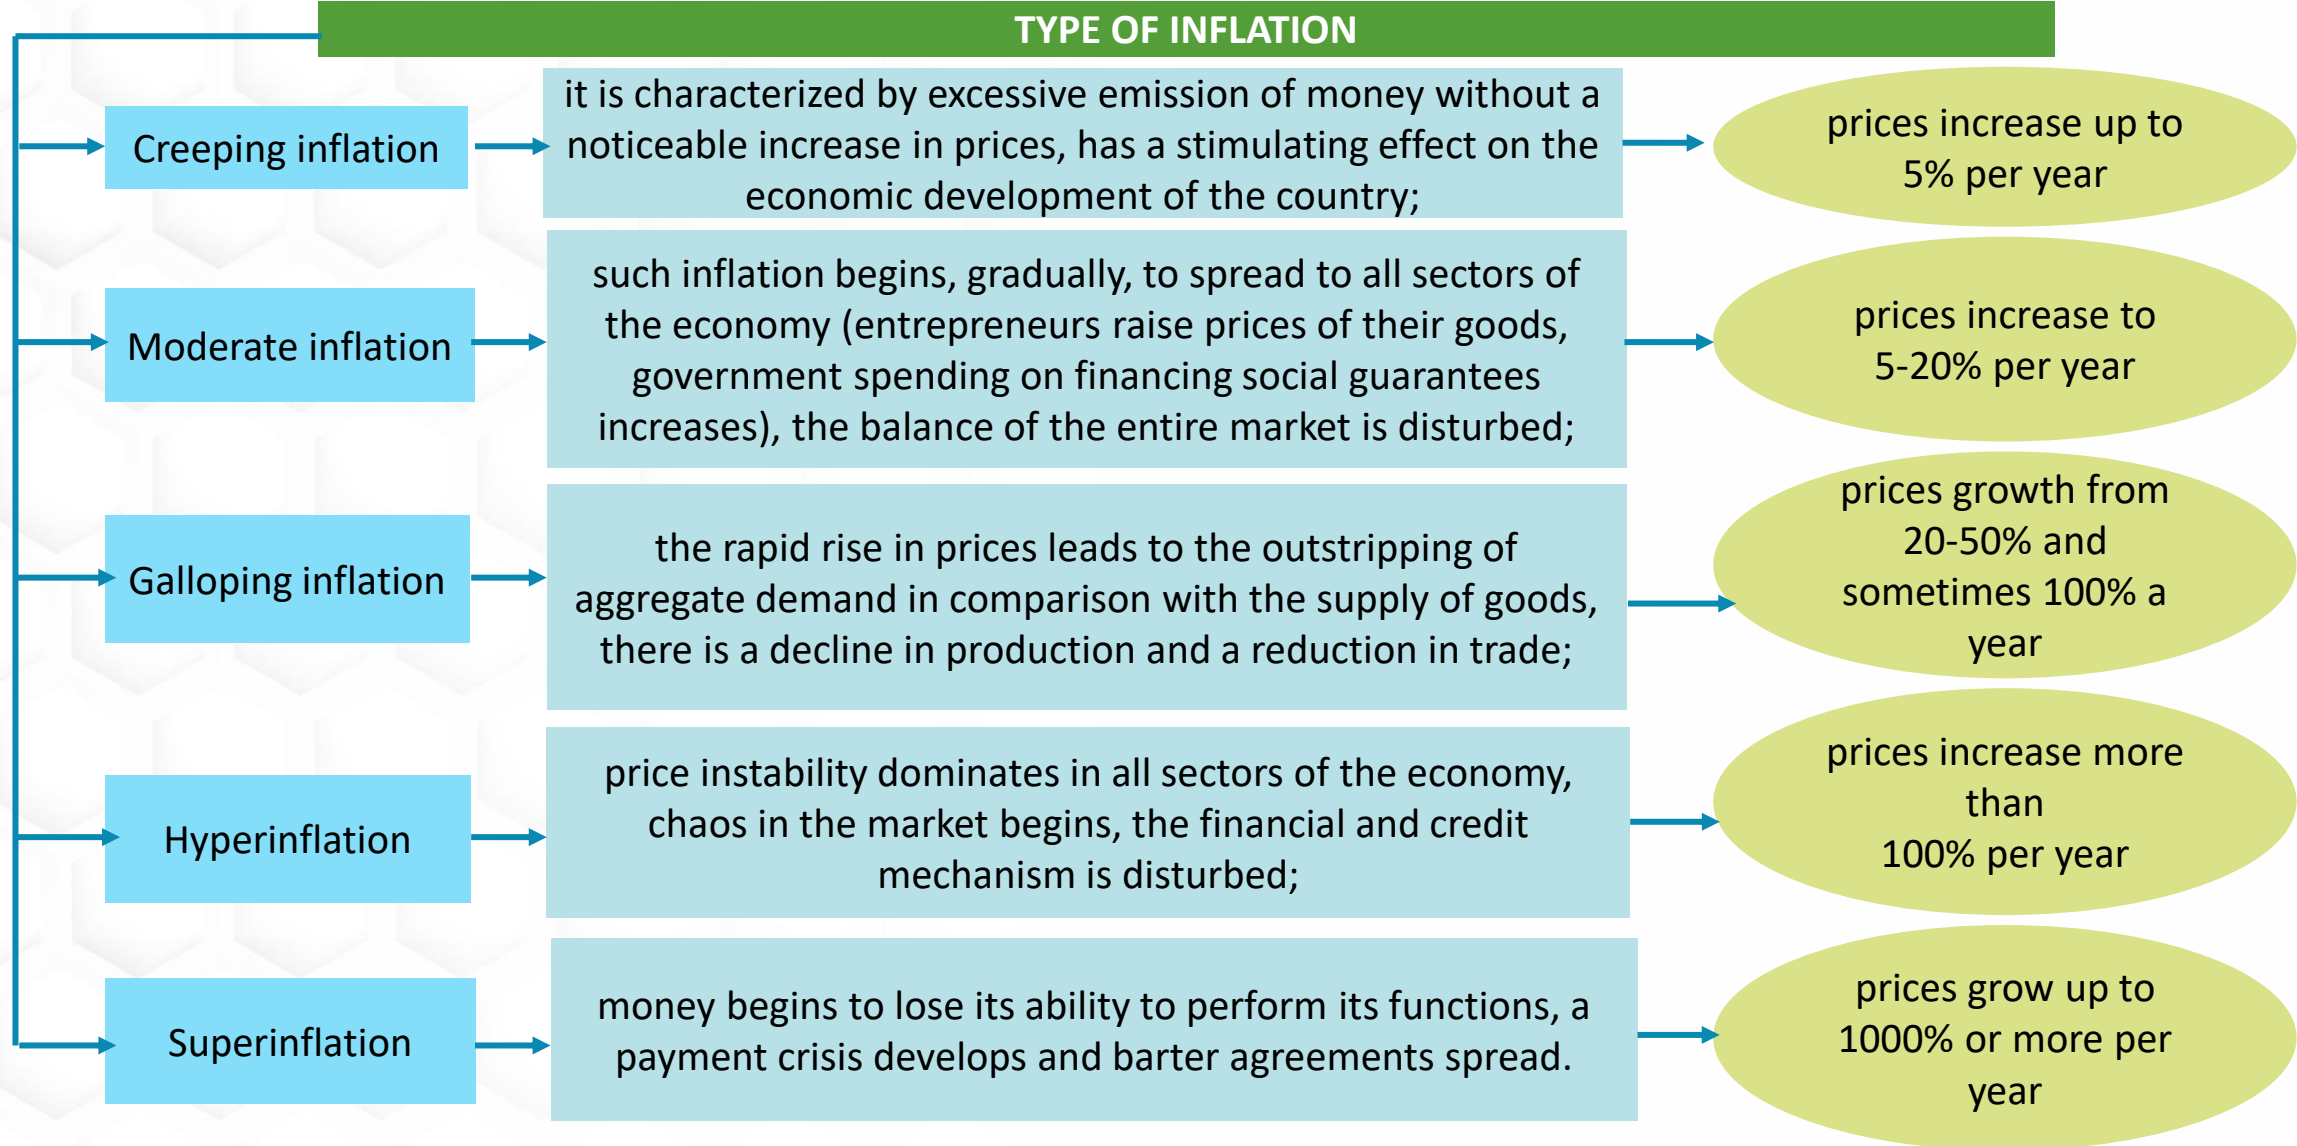 TYPE OF INFLATION
Creeping inflation
it is characterized by excessive emission of money without a
noticeable increase in prices, has a stimulating effect on the
economic development of the country;
prices increase up to
5% per year
Moderate inflation
such inflation begins, gradually, to spread to all sectors of
the economy (entrepreneurs raise prices of their goods,
government spending on financing social guarantees
increases), the balance of the entire market is disturbed;
prices increase to
5-20% per year
Galloping inflation
the rapid rise in prices leads to the outstripping of
aggregate demand in comparison with the supply of goods,
there is a decline in production and a reduction in trade;
prices growth from
20-50% and
sometimes 100% a
year
Hyperinflation
price instability dominates in all sectors of the economy,
chaos in the market begins, the financial and credit
mechanism is disturbed;
prices increase more
than
100% per year
Superinflation
money begins to lose its ability to perform its functions, a
payment crisis develops and barter agreements spread.
prices grow up to
1000% or more per
year